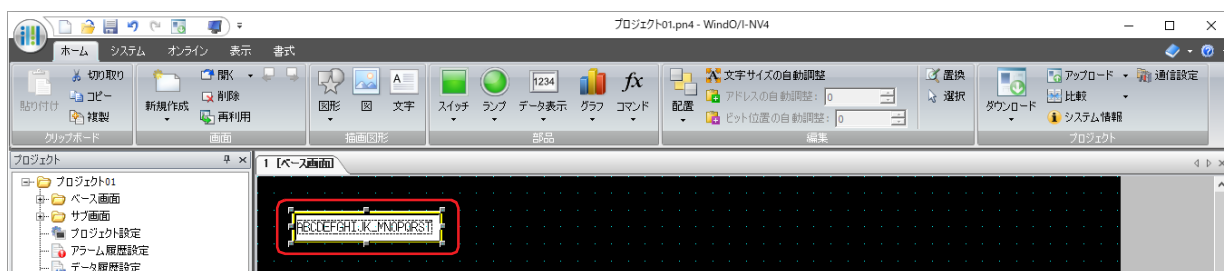 プロジェクト01.pn4 - WindO/I-NV4
ホーム システム オンライン 表示 書式
貼り付け 切り取り コピー 複製
クリップボード
新規作成 開く 削除 再利用
画面
図形 図 文字
描画図形
スイッチ ランプ 1234 データ表示 グラフ fx コマンド
部品
配置 文字サイズの自動調整 置換
アドレスの自動調整: 0 選択
ビット位置の自動調整: 0
編集
ダウンロード アップロード 通信設定
比較
システム情報
プロジェクト
プロジェクト
プロジェクト01
ベース画面
サブ画面
プロジェクト設定
アラーム履歴設定
データ履歴設定
1 [ベース画面]